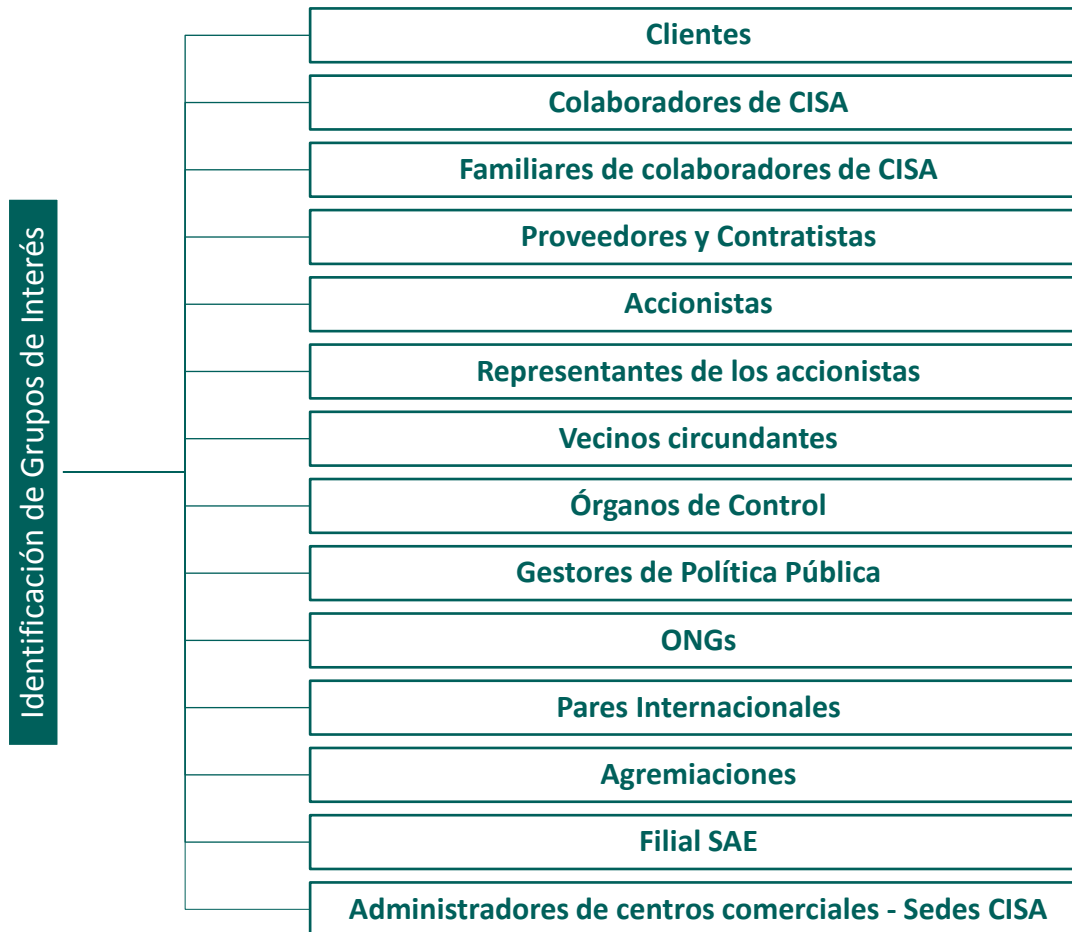 Identificación de Grupos de Interés
Clientes
Colaboradores de CISA
Familiares de colaboradores de CISA
Proveedores y Contratistas
Accionistas
Representantes de los accionistas
Vecinos circundantes
Órganos de Control
Gestores de Política Pública
ONGs
Pares Internacionales
Agremiaciones
Filial SAE
Administradores de centros comerciales - Sedes CISA